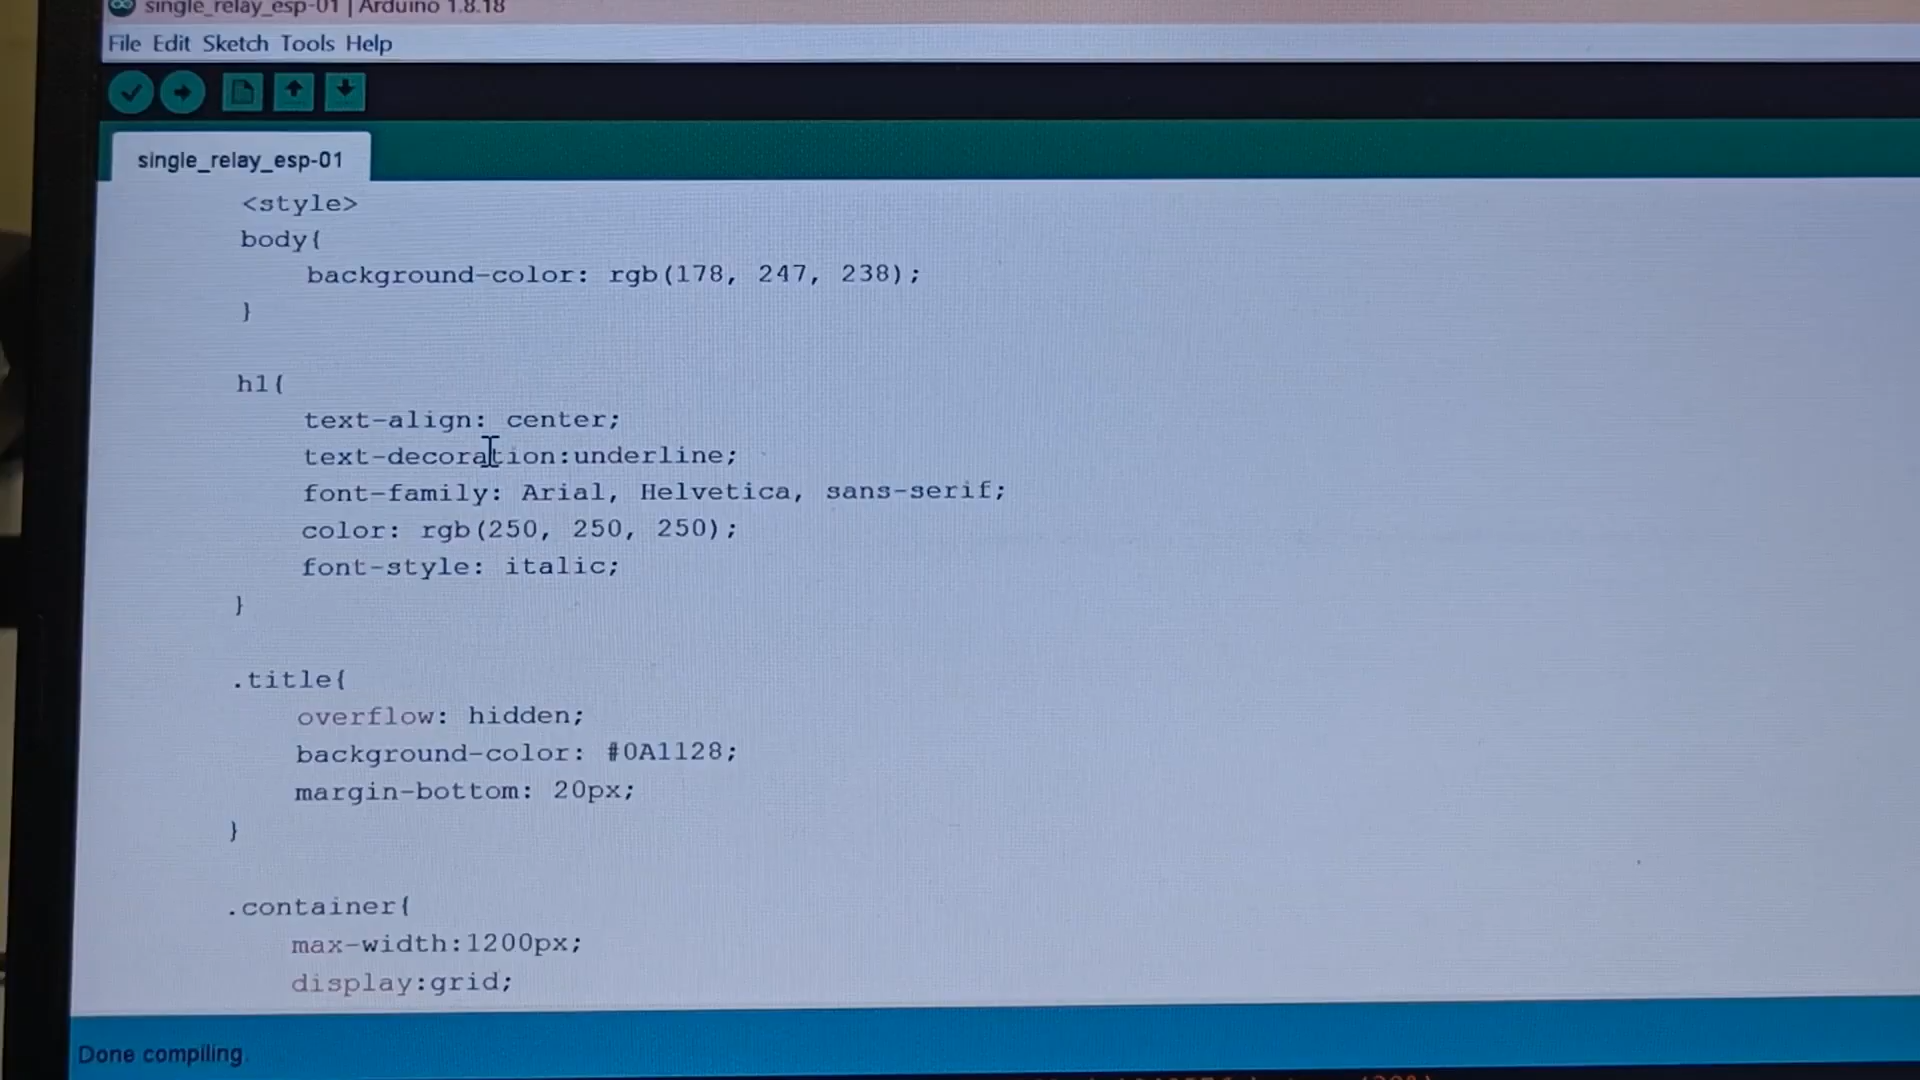 single_relay_esp-01 | Arduino 1.8.18
File Edit Sketch Tools Help
single_relay_esp-01
<style>
body{
background-color: rgb(178, 247, 238);
}
h1{
text-align: center;
text-decoration:underline;
font-family: Arial, Helvetica, sans-serif;
color: rgb(250, 250, 250);
font-style: italic;
}
.title{
overflow: hidden;
background-color: #0A1128;
margin-bottom: 20px;
}
.container{
max-width:1200px;
display:grid;
Done compiling.